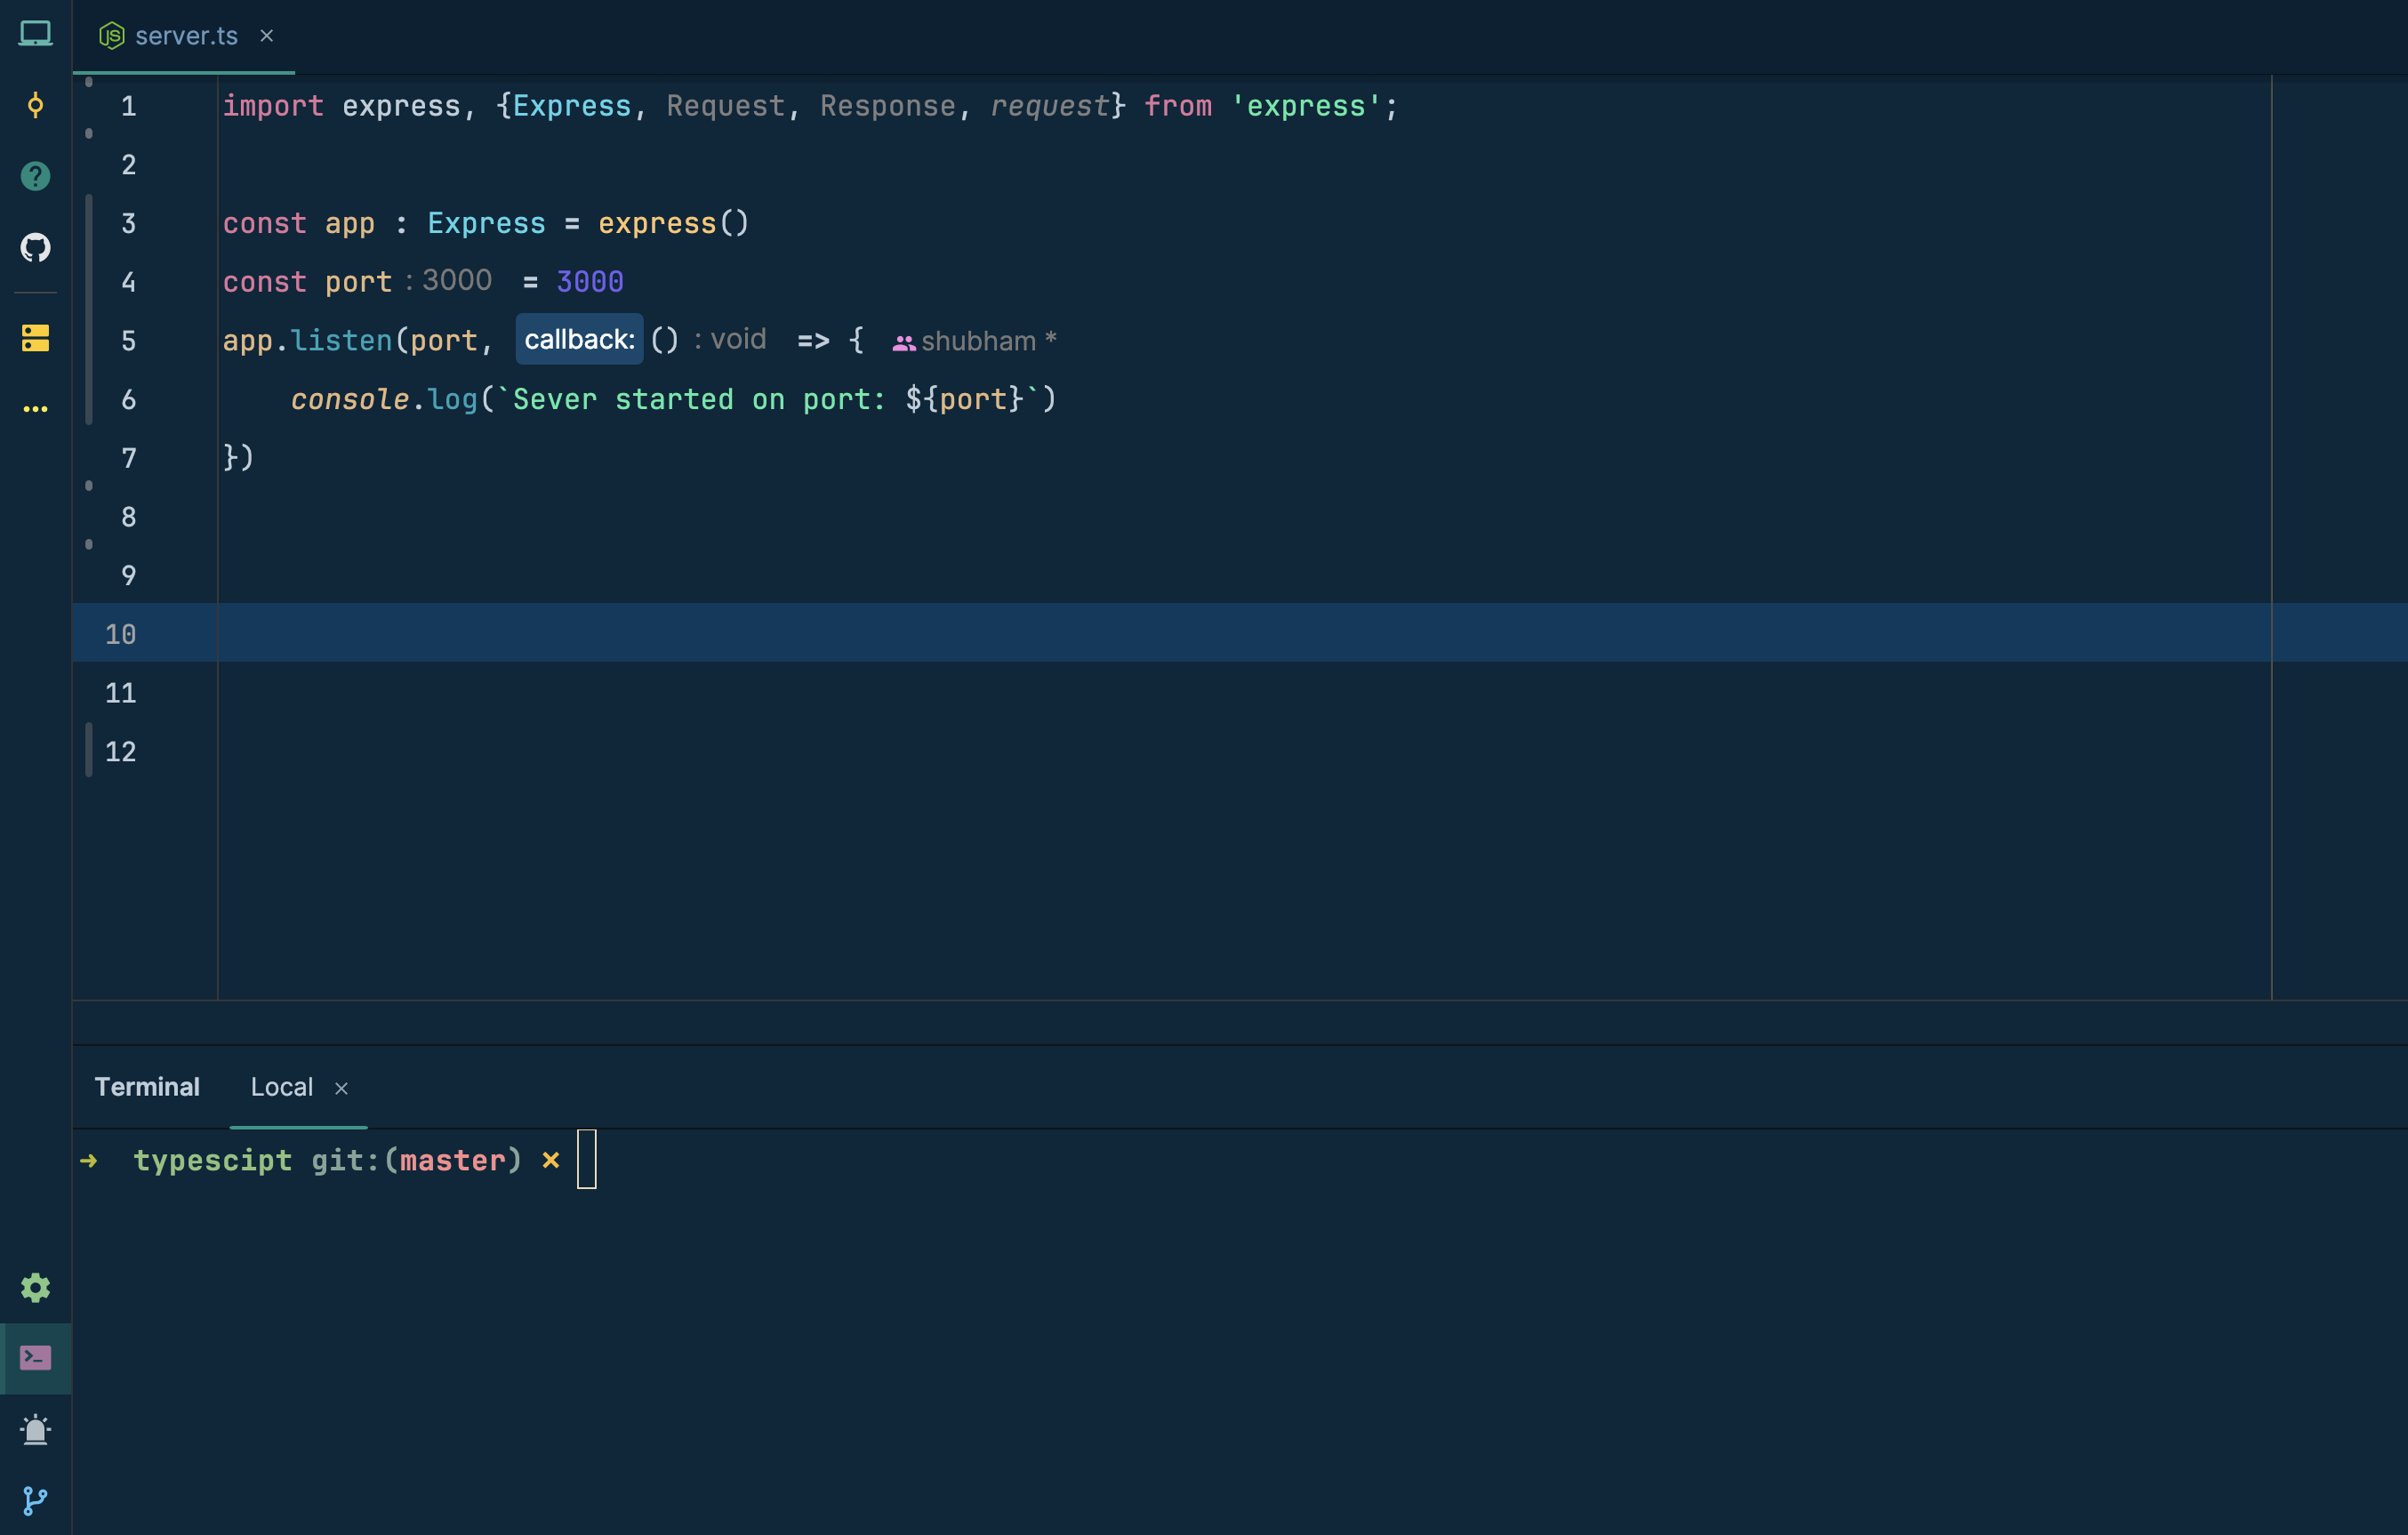 server.ts ×
1 import express, {Express, Request, Response, request} from 'express';
2
3 const app : Express = express()
4 const port : 3000 = 3000
5 app.listen(port, callback: () : void => { shubham *
6 console.log(`Sever started on port: ${port}`)
7 })
8
9
10
11
12
Terminal Local ×
➜ typescipt git:(master) ✗